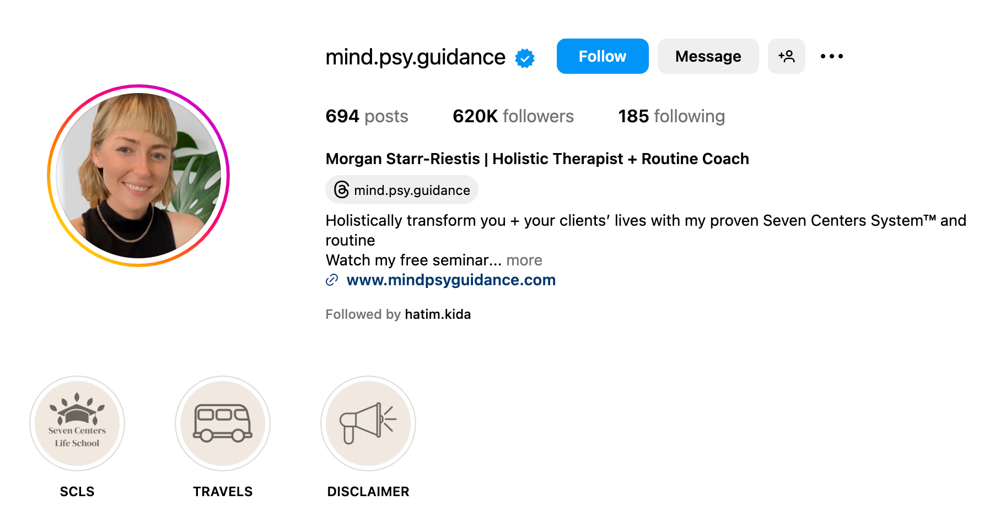 mind.psy.guidance
Follow
Message
694 posts
620K followers
185 following
Morgan Starr-Riestis | Holistic Therapist + Routine Coach
mind.psy.guidance
Holistically transform you + your clients’ lives with my proven Seven Centers System™ and
routine
Watch my free seminar... more
www.mindpsyguidance.com
Followed by hatim.kida
Seven Centers
Life School
SCLS
TRAVELS
DISCLAIMER